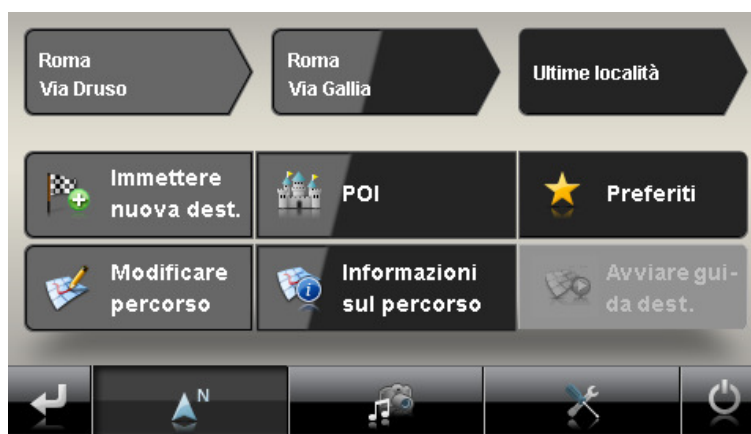 Roma
Via Druso
Roma
Via Gallia
Ultime località
Immettere
nuova dest.
POI
Preferiti
Modificare
percorso
Informazioni
sul percorso
Avviare gui-
da dest.
N